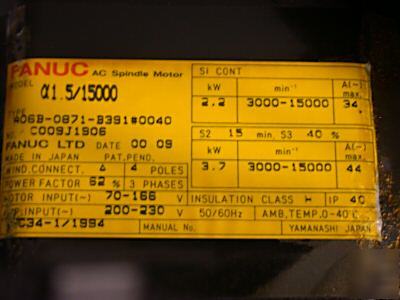 FANUC AC Spindle Motor
MODEL α1.5/15000
TYPE A06B-0871-B391#0040
NO. C009J1906
FANUC LTD DATE 00 09
MADE IN JAPAN PAT. PEND.
WIND. CONNECT. Δ 4 POLES
POWER FACTOR 62 % 3 PHASES
MOTOR INPUT(~) 70-166 V
INPUT(~) 200-230 V 50/60Hz
JEC34-1/1994 MANUAL No.
S1 CONT
kW min⁻¹ A(~) max.
2.2 3000-15000 34
S2 15 min. S3 40 %
kW min⁻¹ A(~) max.
3.7 3000-15000 44
INSULATION CLASS H IP 40
AMB. TEMP. 0-40°C
YAMANASHI JAPAN